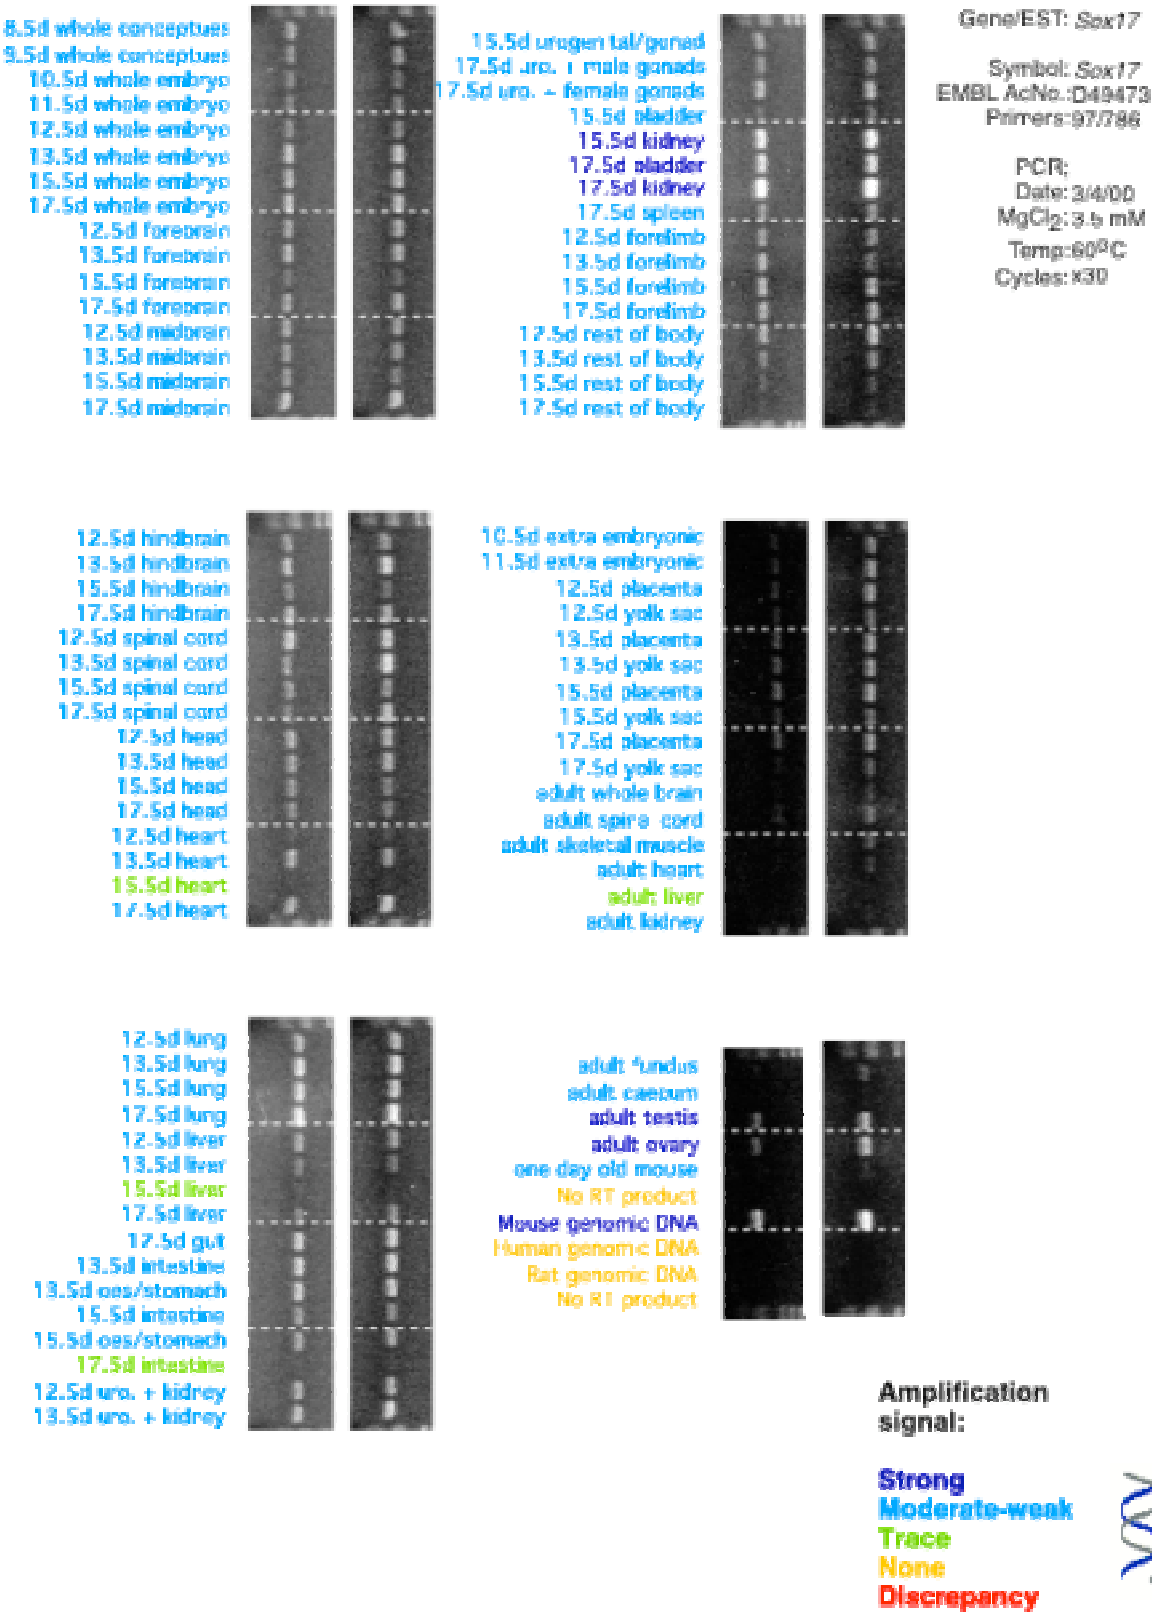 8.5d whole conceptues
9.5d whole conceptues
10.5d whole embryo
11.5d whole embryo
12.5d whole embryo
13.5d whole embryo
15.5d whole embryo
17.5d whole embryo
12.5d forebrain
13.5d forebrain
15.5d forebrain
17.5d forebrain
12.5d midbrain
13.5d midbrain
15.5d midbrain
17.5d midbrain
15.5d urogenital/gonad
17.5d uro. + male gonads
17.5d uro. + female gonads
15.5d bladder
15.5d kidney
17.5d bladder
17.5d kidney
17.5d spleen
12.5d forelimb
13.5d forelimb
15.5d forelimb
17.5d forelimb
12.5d rest of body
13.5d rest of body
15.5d rest of body
17.5d rest of body
Gene/EST: Sox17
Symbol: Sox17
EMBL AcNo.: D49473
Primers: 97/786
PCR:
Date: 3/4/00
MgCl2: 3.5 mM
Temp: 60ºC
Cycles: x30
12.5d hindbrain
13.5d hindbrain
15.5d hindbrain
17.5d hindbrain
12.5d spinal cord
13.5d spinal cord
15.5d spinal cord
17.5d spinal cord
12.5d head
13.5d head
15.5d head
17.5d head
12.5d heart
13.5d heart
15.5d heart
17.5d heart
10.5d extra embryonic
11.5d extra embryonic
12.5d placenta
12.5d yolk sac
13.5d placenta
13.5d yolk sac
15.5d placenta
15.5d yolk sac
17.5d placenta
17.5d yolk sac
adult whole brain
adult spinal cord
adult skeletal muscle
adult heart
adult liver
adult kidney
12.5d lung
13.5d lung
15.5d lung
17.5d lung
12.5d liver
13.5d liver
15.5d liver
17.5d liver
12.5d gut
13.5d intestine
13.5d oes/stomach
15.5d intestine
15.5d oes/stomach
17.5d intestine
12.5d uro. + kidney
13.5d uro. + kidney
adult fundus
adult caecum
adult testis
adult ovary
one day old mouse
No RT product
Mouse genomic DNA
Human genomic DNA
Rat genomic DNA
No RT product
Amplification
signal:
Strong
Moderate-weak
Trace
None
Discrepancy